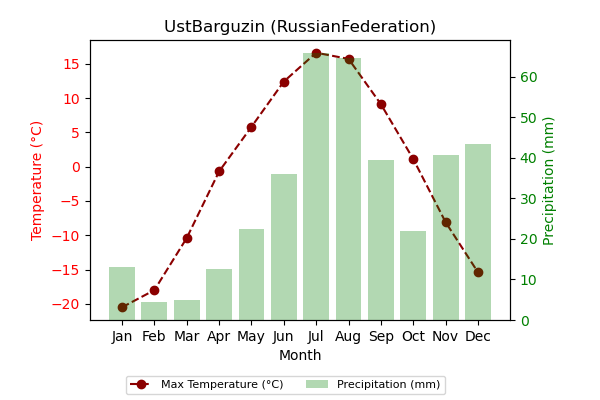 UstBarguzin (RussianFederation)
Temperature (°C)
15
10
5
0
−5
−10
−15
−20
60
50
40
30
20
10
0
Precipitation (mm)
Jan Feb Mar Apr May Jun Jul Aug Sep Oct Nov Dec
Month
Max Temperature (°C) Precipitation (mm)